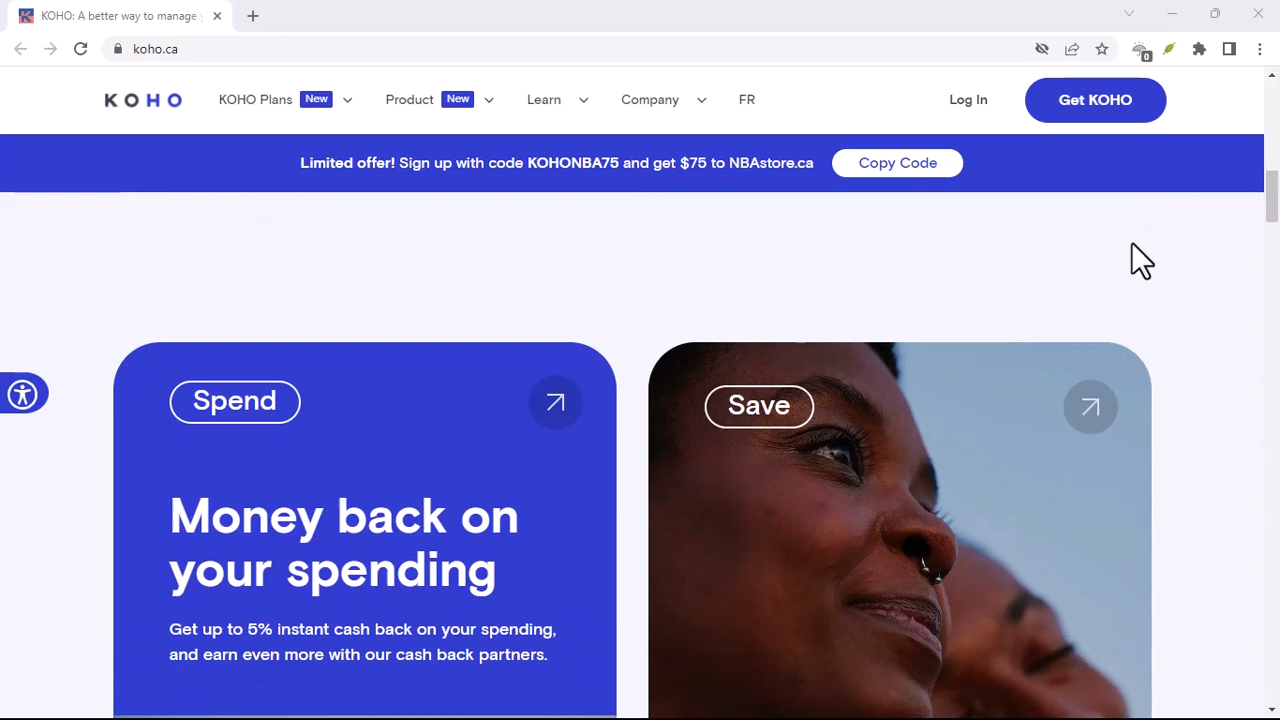 KOHO: A better way to manage
koho.ca
0
KOHO
KOHO Plans New
Product New
Learn
Company
FR
Log In
Get KOHO
Limited offer! Sign up with code KOHONBA75 and get $75 to NBAstore.ca
Copy Code
Spend
Money back on
your spending
Get up to 5% instant cash back on your spending,
and earn even more with our cash back partners.
Save